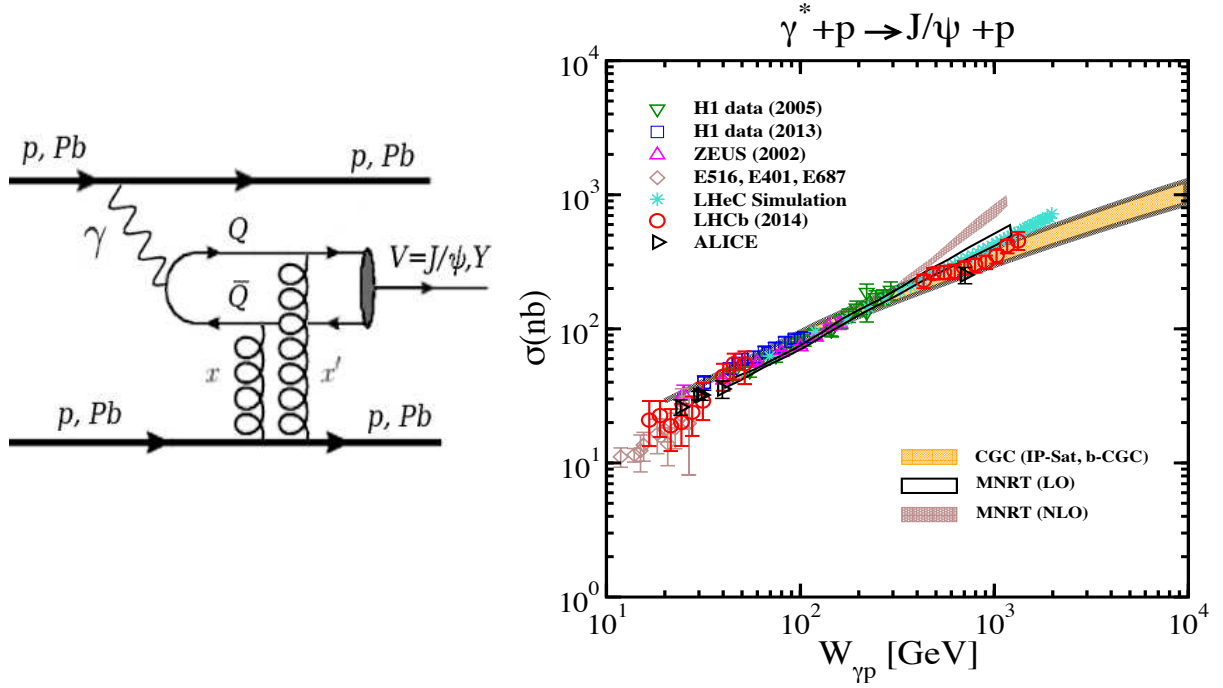 p, Pb
p, Pb
γ
Q
Q̅
V=J/ψ,Υ
x
x′
p, Pb
p, Pb
γ*+p → J/ψ +p
10⁴
10³
10²
10¹
10⁰
σ(nb)
H1 data (2005)
H1 data (2013)
ZEUS (2002)
E516, E401, E687
LHeC Simulation
LHCb (2014)
ALICE
CGC (IP-Sat, b-CGC)
MNRT (LO)
MNRT (NLO)
10¹
10²
10³
10⁴
Wγp [GeV]